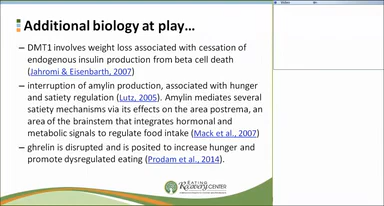 Additional biology at play…
– DMT1 involves weight loss associated with cessation of
endogenous insulin production from beta cell death
(Jahromi & Eisenbarth, 2007)
– interruption of amylin production, associated with hunger
and satiety regulation (Lutz, 2005). Amylin mediates several
satiety mechanisms via its effects on the area postrema, an
area of the brainstem that integrates hormonal and
metabolic signals to regulate food intake (Mack et al., 2007)
– ghrelin is disrupted and is posited to increase hunger and
promote dysregulated eating (Prodam et al., 2014).
EATING
Recovery CENTER